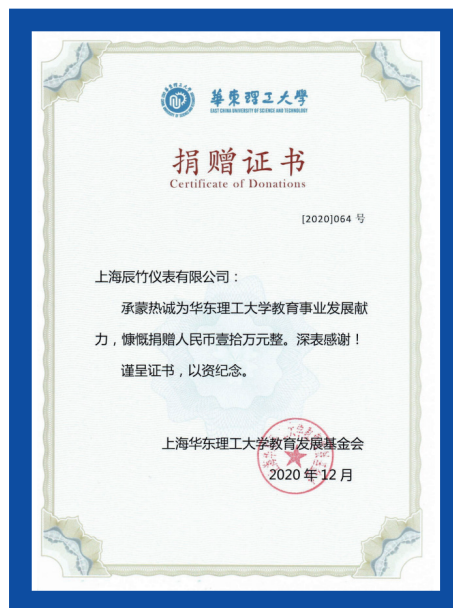 華東理工大學
EAST CHINA UNIVERSITY OF SCIENCE AND TECHNOLOGY
捐赠证书
Certificate of Donations
[2020]064 号
上海辰竹仪表有限公司：
承蒙热诚为华东理工大学教育事业发展献
力，慷慨捐赠人民币壹拾万元整。深表感谢！
谨呈证书，以资纪念。
上海华东理工大学教育发展基金会
2020 年 12 月